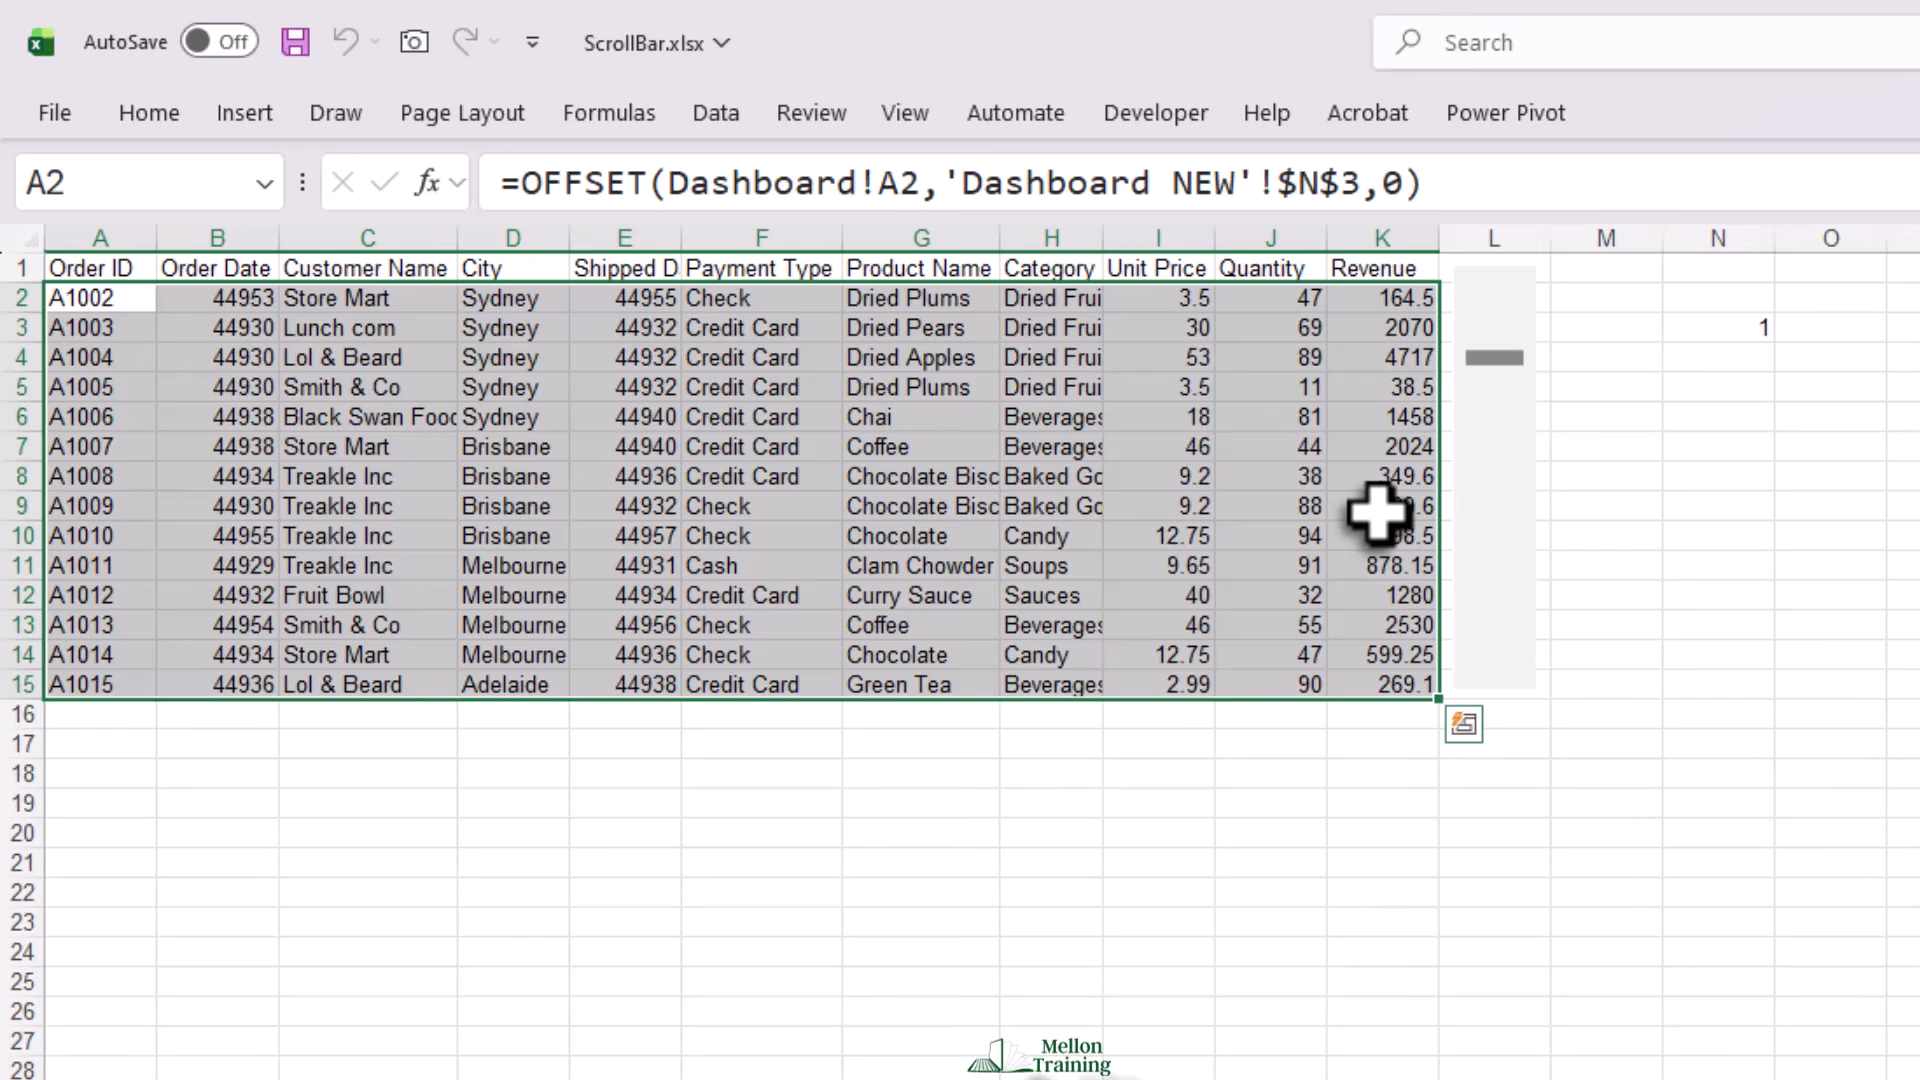 AutoSave Off ScrollBar.xlsx Search
File Home Insert Draw Page Layout Formulas Data Review View Automate Developer Help Acrobat Power Pivot
A2 fx =OFFSET(Dashboard!A2,'Dashboard NEW'!$N$3,0)
A B C D E F G H I J K L M N O
1 Order ID Order Date Customer Name City Shipped D Payment Type Product Name Category Unit Price Quantity Revenue
2 A1002 44953 Store Mart Sydney 44955 Check Dried Plums Dried Frui 3.5 47 164.5
3 A1003 44930 Lunch com Sydney 44932 Credit Card Dried Pears Dried Frui 30 69 2070 1
4 A1004 44930 Lol & Beard Sydney 44932 Credit Card Dried Apples Dried Frui 53 89 4717
5 A1005 44930 Smith & Co Sydney 44932 Credit Card Dried Plums Dried Frui 3.5 11 38.5
6 A1006 44938 Black Swan Food Sydney 44940 Credit Card Chai Beverages 18 81 1458
7 A1007 44938 Store Mart Brisbane 44940 Credit Card Coffee Beverages 46 44 2024
8 A1008 44934 Treakle Inc Brisbane 44936 Credit Card Chocolate Bisc Baked Go 9.2 38 349.6
9 A1009 44930 Treakle Inc Brisbane 44932 Check Chocolate Bisc Baked Go 9.2 88
10 A1010 44955 Treakle Inc Brisbane 44957 Check Chocolate Candy 12.75 94
11 A1011 44929 Treakle Inc Melbourne 44931 Cash Clam Chowder Soups 9.65 91 878.15
12 A1012 44932 Fruit Bowl Melbourne 44934 Credit Card Curry Sauce Sauces 40 32 1280
13 A1013 44954 Smith & Co Melbourne 44956 Check Coffee Beverages 46 55 2530
14 A1014 44934 Store Mart Melbourne 44936 Check Chocolate Candy 12.75 47 599.25
15 A1015 44936 Lol & Beard Adelaide 44938 Credit Card Green Tea Beverages 2.99 90 269.1
16
17
18
19
20
21
22
23
24
25
26
27
28
Mellon
Training